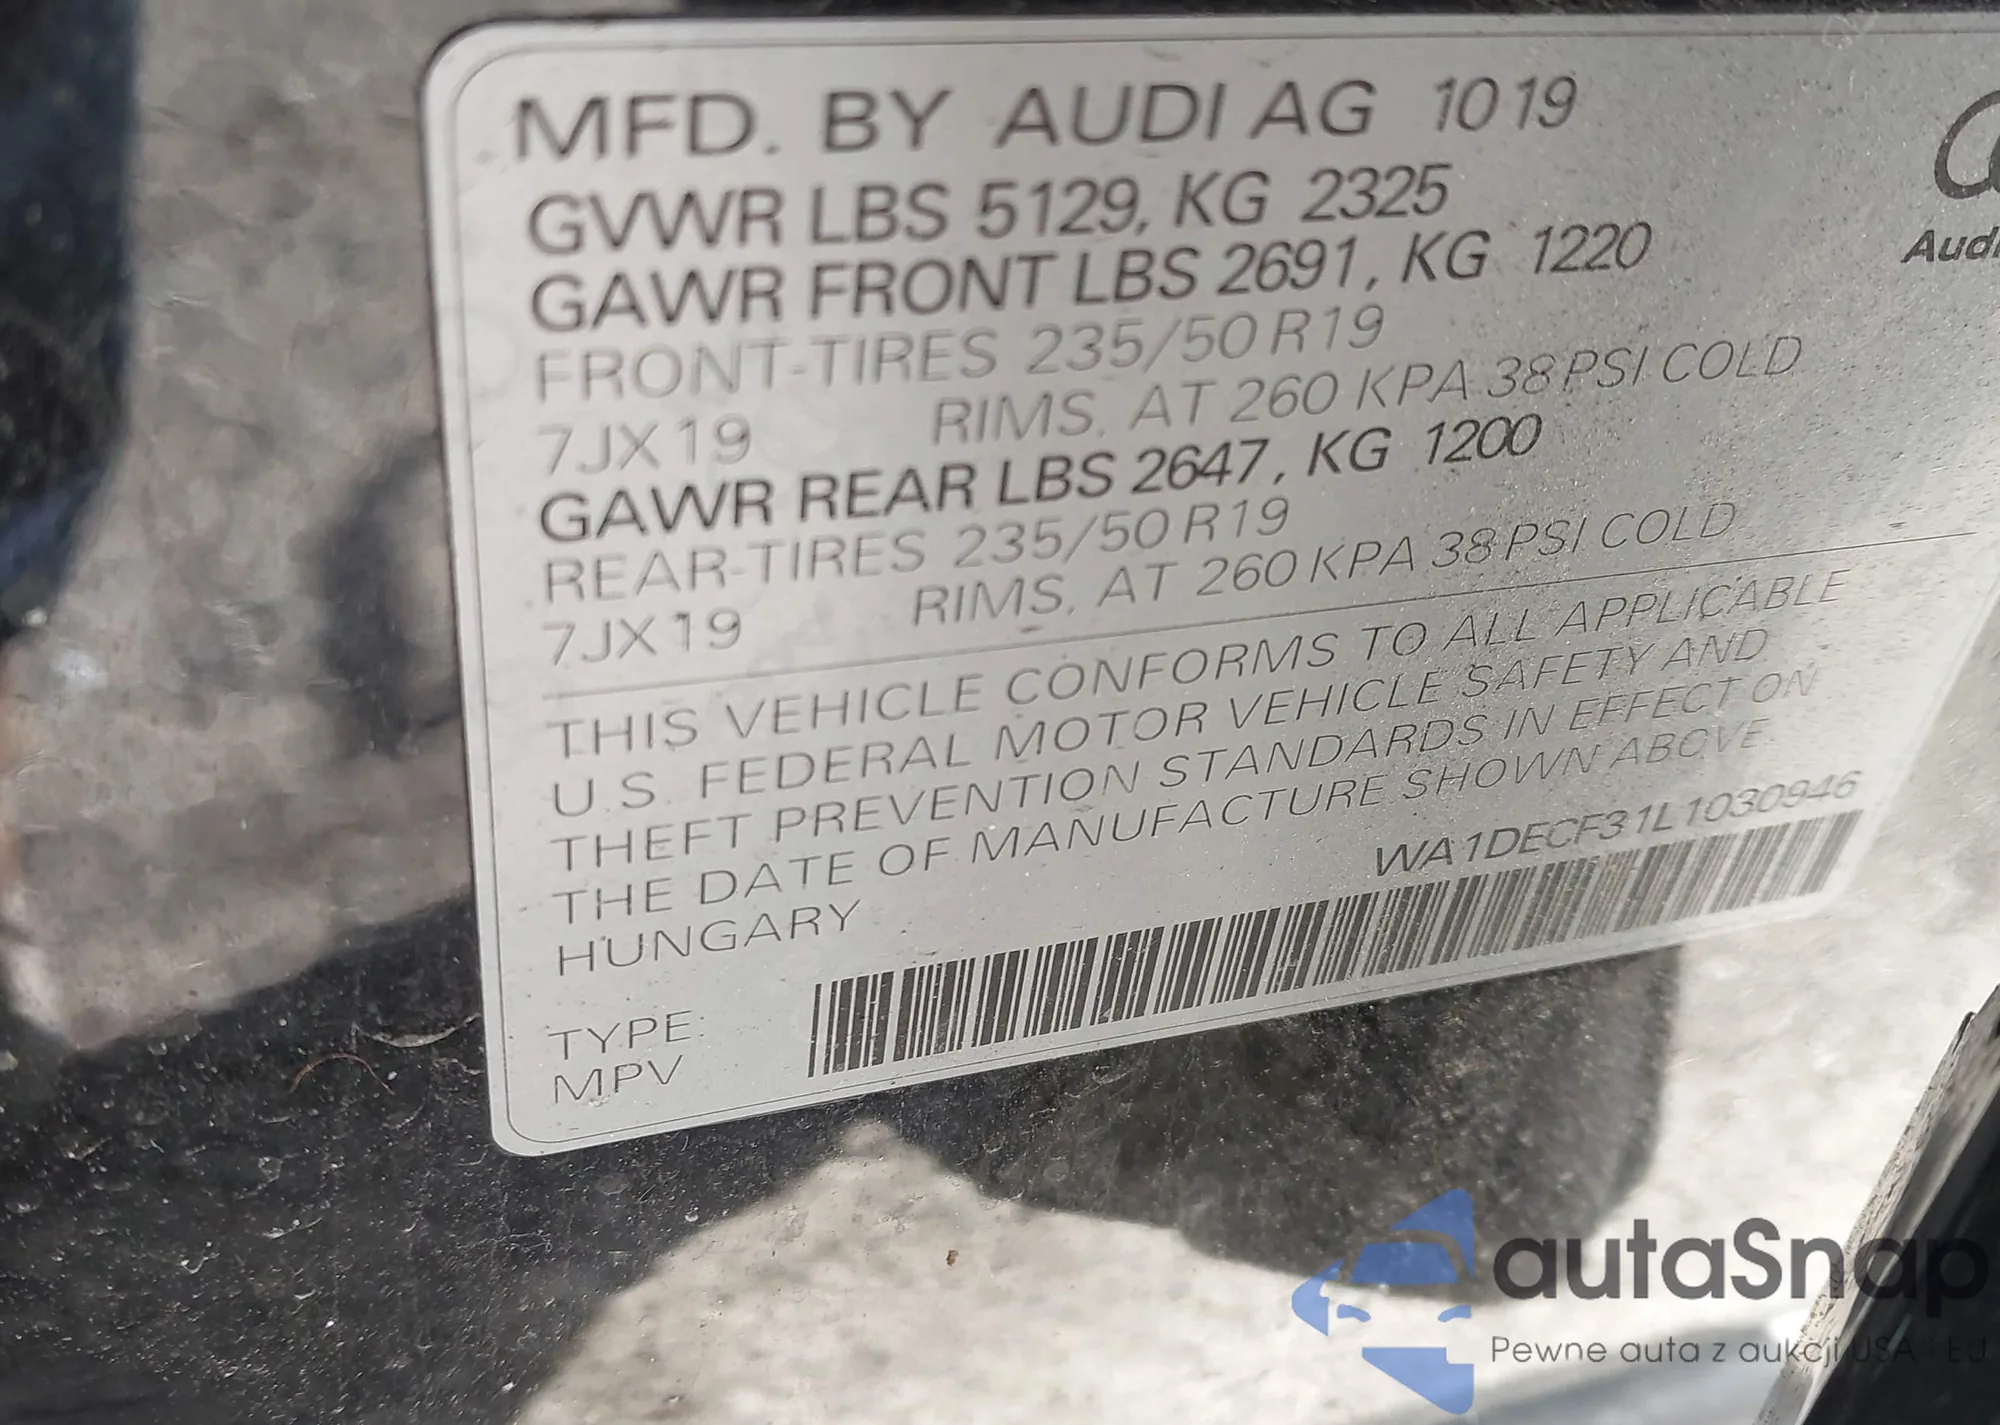 MFD. BY AUDI AG 10 19
GVWR LBS 5129, KG 2325
GAWR FRONT LBS 2691, KG 1220
FRONT-TIRES 235/50 R19
7JX19 RIMS, AT 260 KPA 38 PSI COLD
GAWR REAR LBS 2647, KG 1200
REAR-TIRES 235/50 R19
7JX19 RIMS, AT 260 KPA 38 PSI COLD
THIS VEHICLE CONFORMS TO ALL APPLICABLE
U.S. FEDERAL MOTOR VEHICLE SAFETY AND
THEFT PREVENTION STANDARDS IN EFFECT ON
THE DATE OF MANUFACTURE SHOWN ABOVE
HUNGARY
WA1DECF31L1030946
TYPE:
MPV
Audi
autaSnap
Pewne auta z aukcji USA i EJ